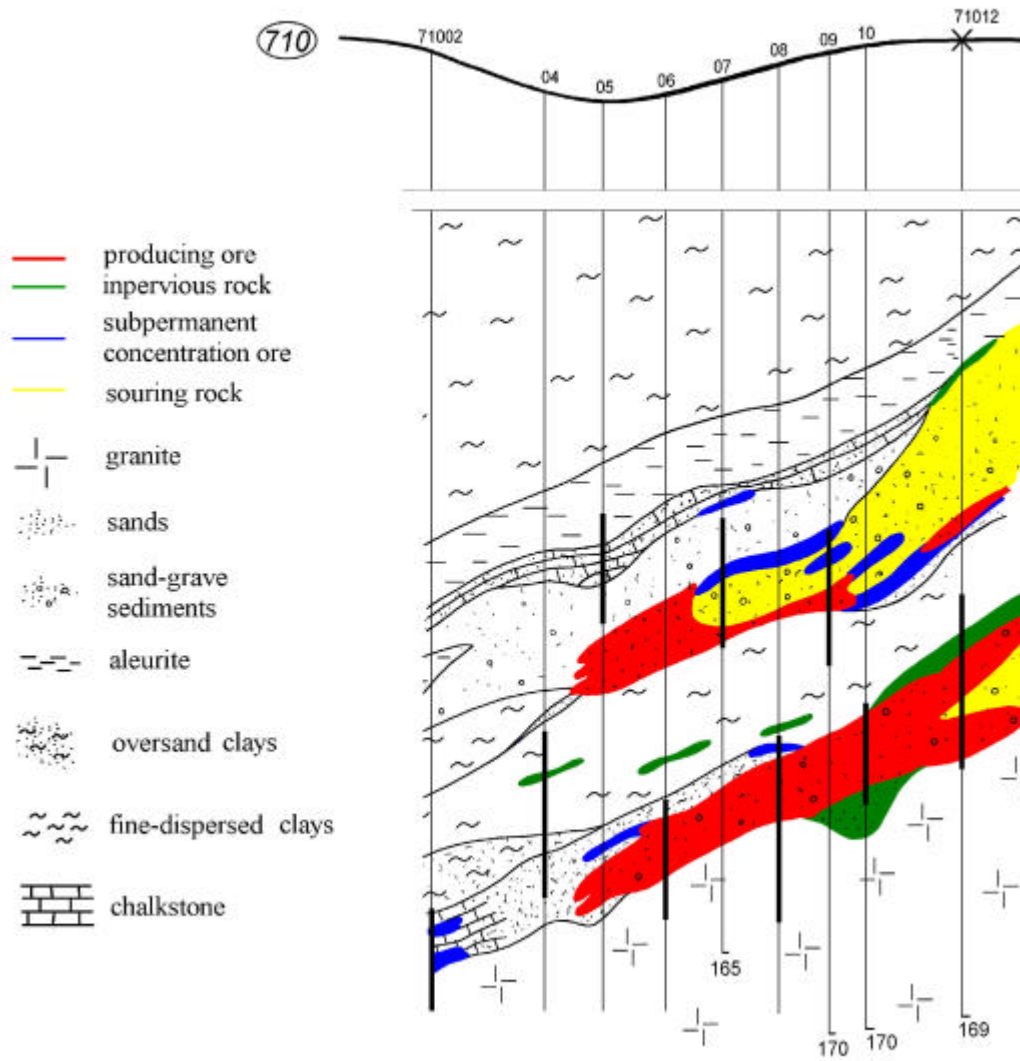 710
71002
04
05
06
07
08
09
10
71012
producing ore
inpervious rock
subpermanent
concentration ore
souring rock
granite
sands
sand-grave
sediments
aleurite
oversand clays
fine-dispersed clays
chalkstone
165
170
170
169